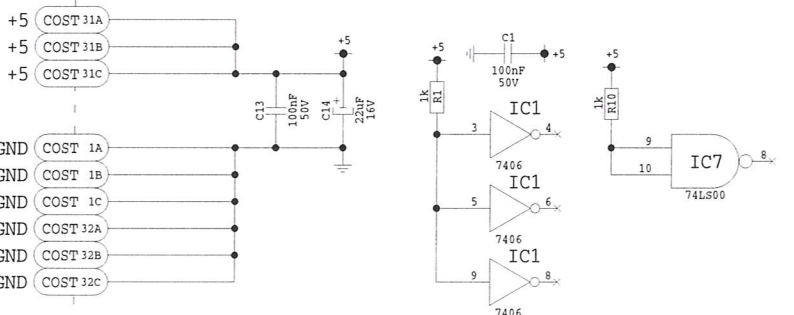 +5 COST 31A
+5 COST 31B
+5 COST 31C
+5
C13
100nF
50V
C14
+
22uF
16V
GND COST 1A
GND COST 1B
GND COST 1C
GND COST 32A
GND COST 32B
GND COST 32C
+5
1k
R1
C1
+5
100nF
50V
IC1
3
4
7406
IC1
5
6
7406
IC1
9
8
7406
+5
1k
R10
9
10
IC7
8
74LS00